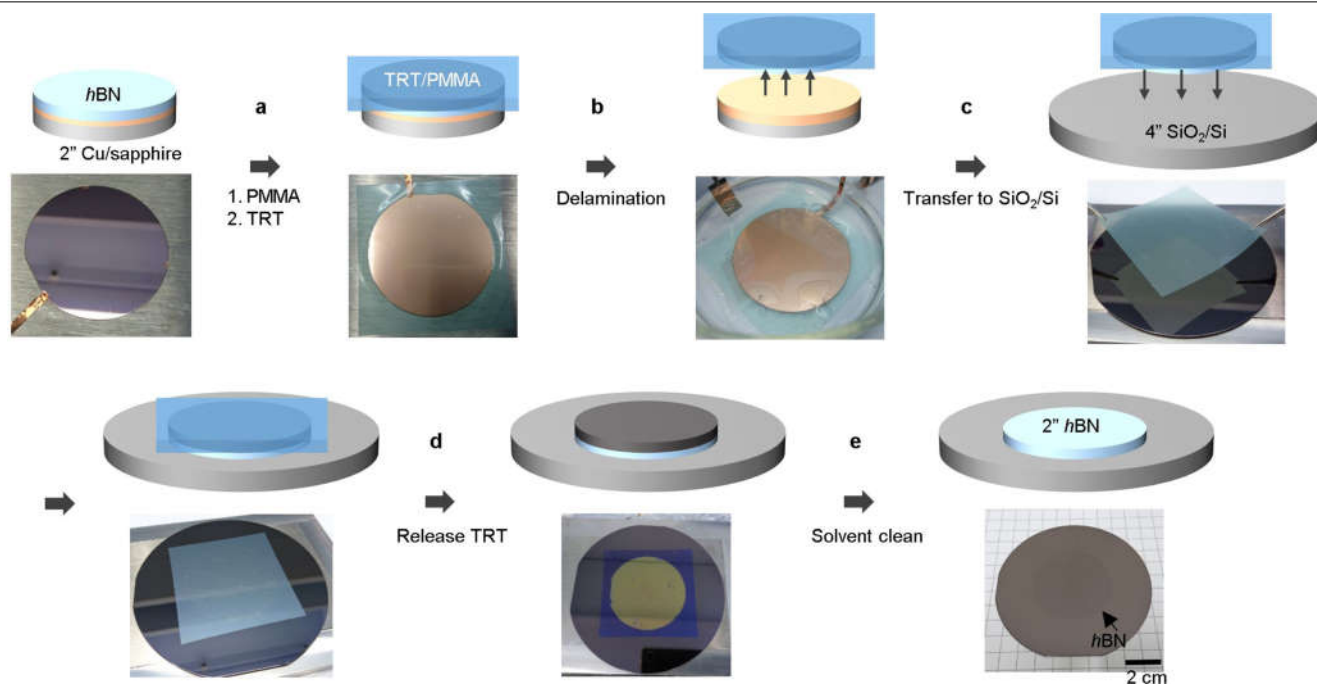 hBN
2” Cu/sapphire
a
1. PMMA
2. TRT
TRT/PMMA
b
Delamination
c
Transfer to SiO₂/Si
4” SiO₂/Si
d
Release TRT
e
Solvent clean
2” hBN
hBN
2 cm